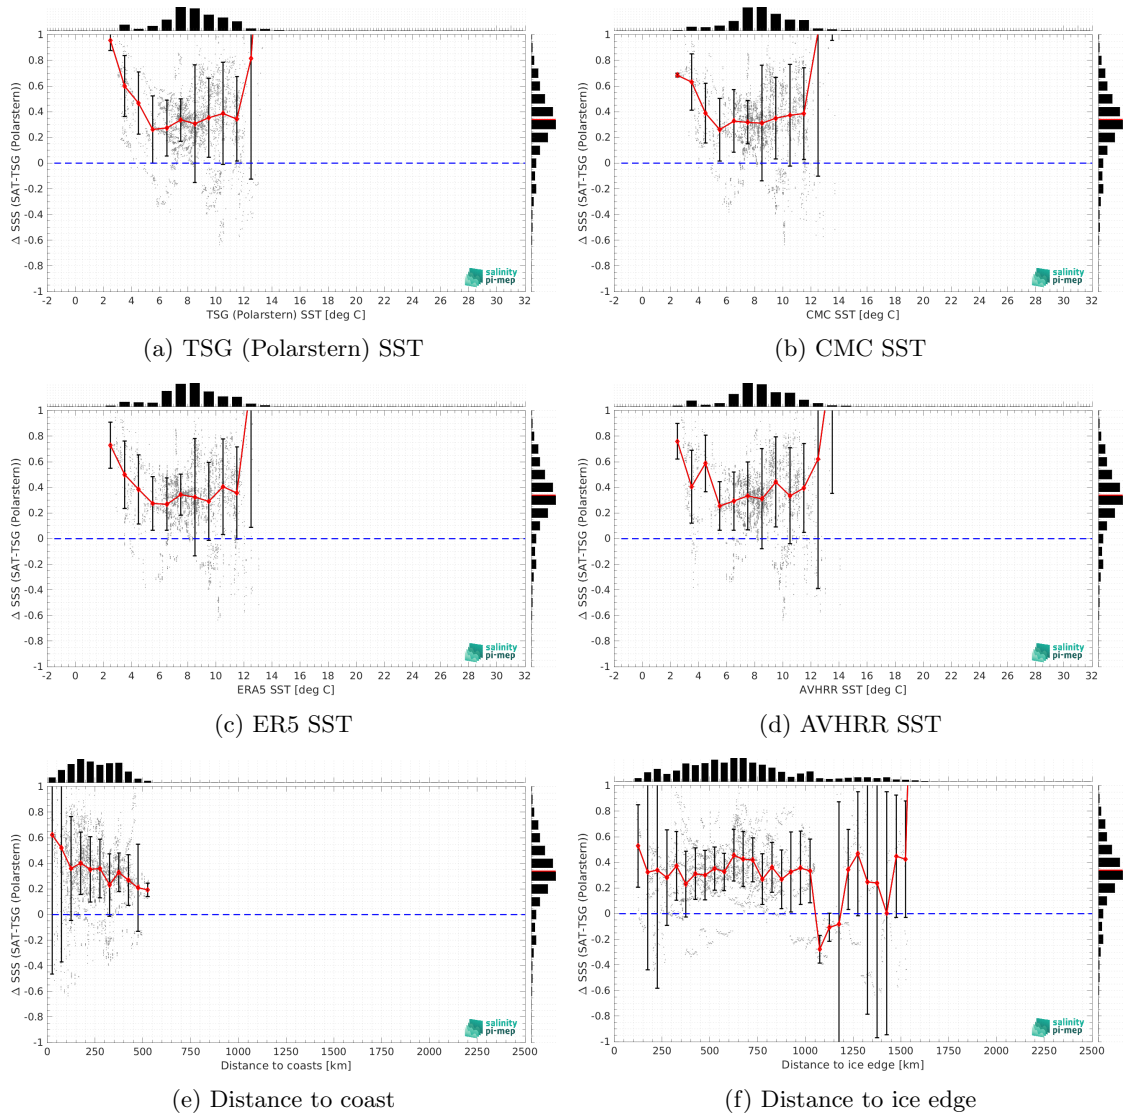 1
0.8
0.6
0.4
0.2
0
-0.2
-0.4
-0.6
-0.8
-1
Δ SSS (SAT-TSG (Polarstern))
salinity
pi-mep
-2 0 2 4 6 8 10 12 14 16 18 20 22 24 26 28 30 32
TSG (Polarstern) SST [deg C]
(a) TSG (Polarstern) SST
1
0.8
0.6
0.4
0.2
0
-0.2
-0.4
-0.6
-0.8
-1
Δ SSS (SAT-TSG (Polarstern))
salinity
pi-mep
-2 0 2 4 6 8 10 12 14 16 18 20 22 24 26 28 30 32
CMC SST [deg C]
(b) CMC SST
1
0.8
0.6
0.4
0.2
0
-0.2
-0.4
-0.6
-0.8
-1
Δ SSS (SAT-TSG (Polarstern))
salinity
pi-mep
-2 0 2 4 6 8 10 12 14 16 18 20 22 24 26 28 30 32
ERA5 SST [deg C]
(c) ER5 SST
1
0.8
0.6
0.4
0.2
0
-0.2
-0.4
-0.6
-0.8
-1
Δ SSS (SAT-TSG (Polarstern))
salinity
pi-mep
-2 0 2 4 6 8 10 12 14 16 18 20 22 24 26 28 30 32
AVHRR SST [deg C]
(d) AVHRR SST
1
0.8
0.6
0.4
0.2
0
-0.2
-0.4
-0.6
-0.8
-1
Δ SSS (SAT-TSG (Polarstern))
salinity
pi-mep
0 250 500 750 1000 1250 1500 1750 2000 2250 2500
Distance to coasts [km]
(e) Distance to coast
1
0.8
0.6
0.4
0.2
0
-0.2
-0.4
-0.6
-0.8
-1
Δ SSS (SAT-TSG (Polarstern))
salinity
pi-mep
0 250 500 750 1000 1250 1500 1750 2000 2250 2500
Distance to ice edge [km]
(f) Distance to ice edge